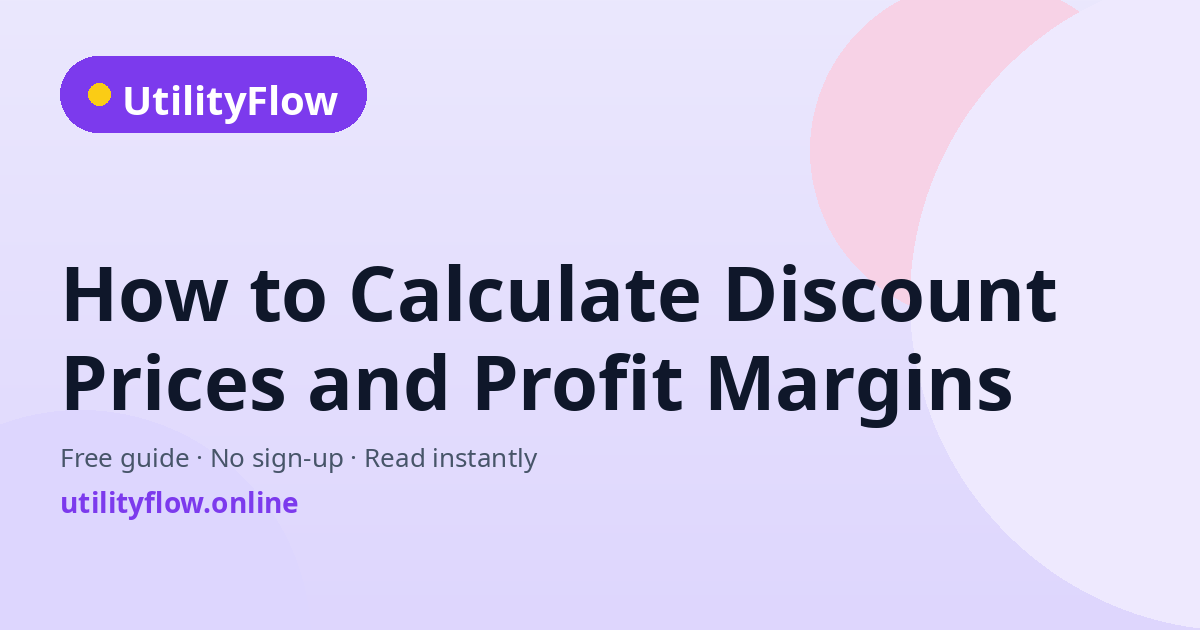 UtilityFlow
How to Calculate Discount
Prices and Profit Margins
Free guide · No sign-up · Read instantly
utilityflow.online